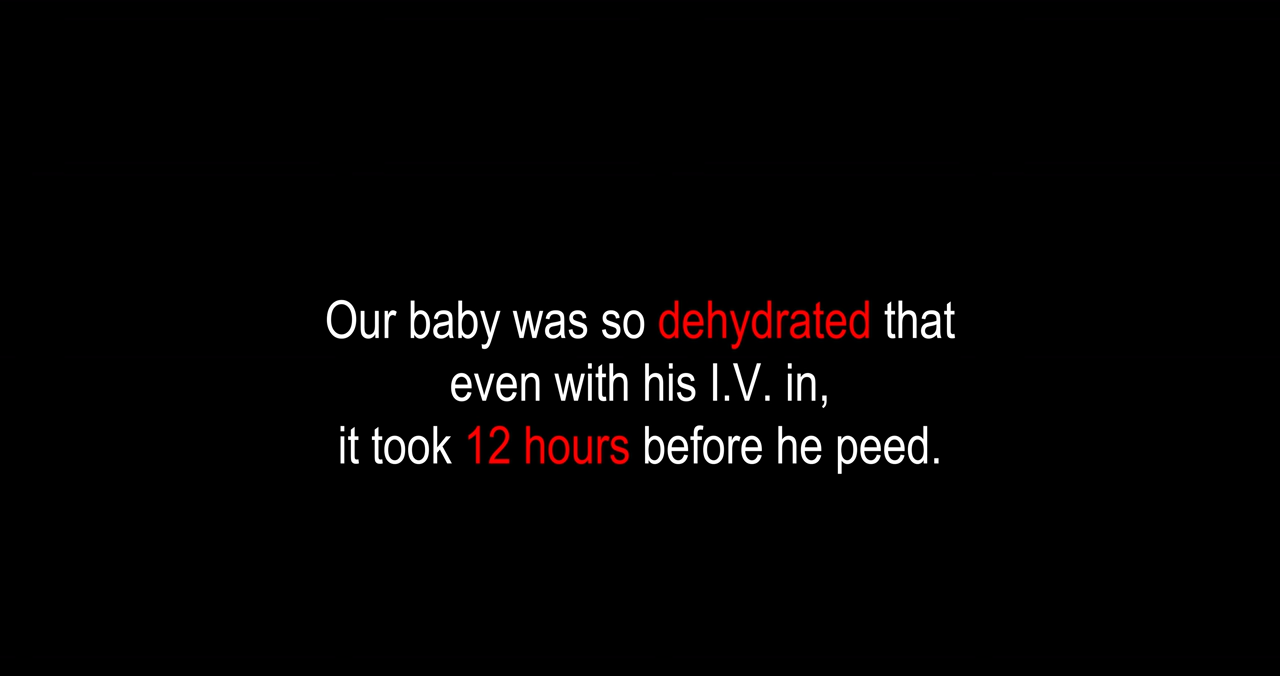 Our baby was so dehydrated that
even with his I.V. in,
it took 12 hours before he peed.